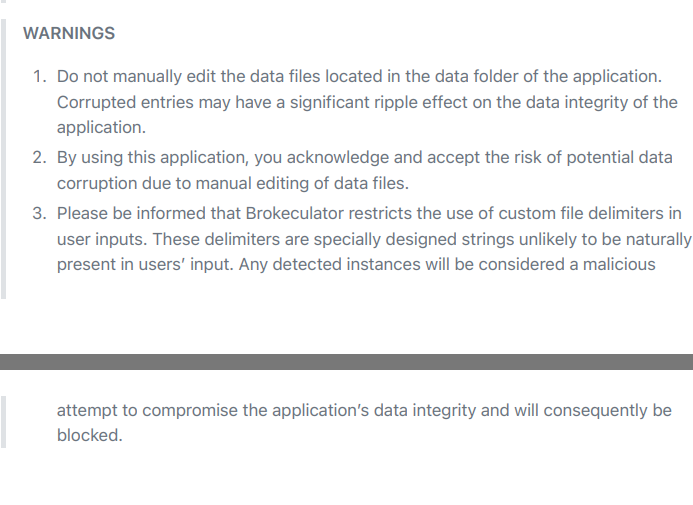 WARNINGS
1. Do not manually edit the data files located in the data folder of the application.
Corrupted entries may have a significant ripple effect on the data integrity of the
application.
2. By using this application, you acknowledge and accept the risk of potential data
corruption due to manual editing of data files.
3. Please be informed that Brokeculator restricts the use of custom file delimiters in
user inputs. These delimiters are specially designed strings unlikely to be naturally
present in users’ input. Any detected instances will be considered a malicious
attempt to compromise the application’s data integrity and will consequently be
blocked.